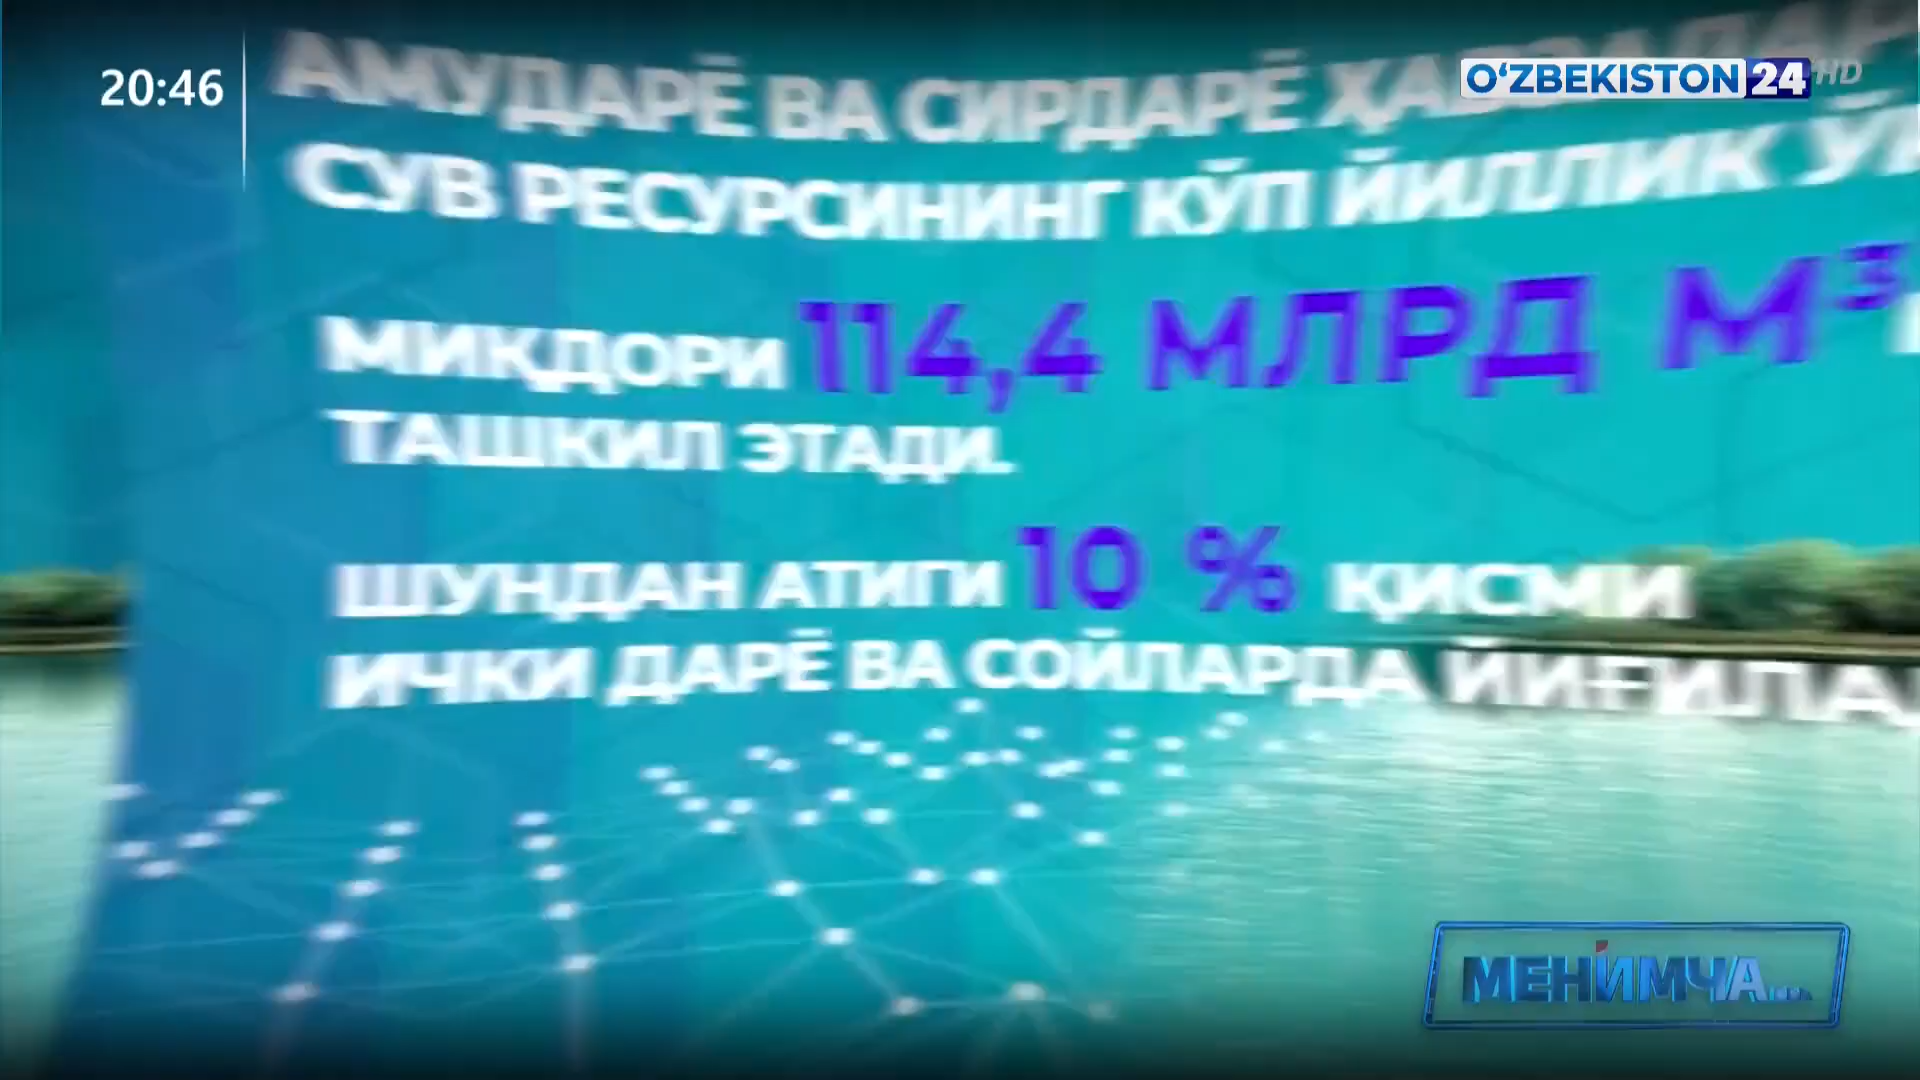 20:46
O‘ZBEKISTON 24 HD
АМУДАРЁ ВА СИРДАРЁ
СУВ РЕСУРСИНИНГ КЎП ЙИЛЛИК
МИҚДОРИ 114,4 МЛРД М³
ТАШКИЛ ЭТАДИ.
ШУНДАН АТИГИ 10 % ҚИСМИ
ИЧКИ ДАРЁ ВА СОЙЛАРДА
МЕНИМЧА...